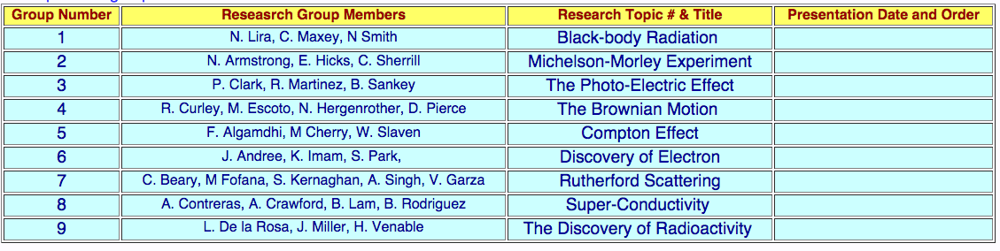 Group Number Researsrch Group Members Research Topic # & Title Presentation Date and Order
1 N. Lira, C. Maxey, N Smith Black-body Radiation
2 N. Armstrong, E. Hicks, C. Sherrill Michelson-Morley Experiment
3 P. Clark, R. Martinez, B. Sankey The Photo-Electric Effect
4 R. Curley, M. Escoto, N. Hergenrother, D. Pierce The Brownian Motion
5 F. Algamdhi, M Cherry, W. Slaven Compton Effect
6 J. Andree, K. Imam, S. Park, Discovery of Electron
7 C. Beary, M Fofana, S. Kernaghan, A. Singh, V. Garza Rutherford Scattering
8 A. Contreras, A. Crawford, B. Lam, B. Rodriguez Super-Conductivity
9 L. De la Rosa, J. Miller, H. Venable The Discovery of Radioactivity